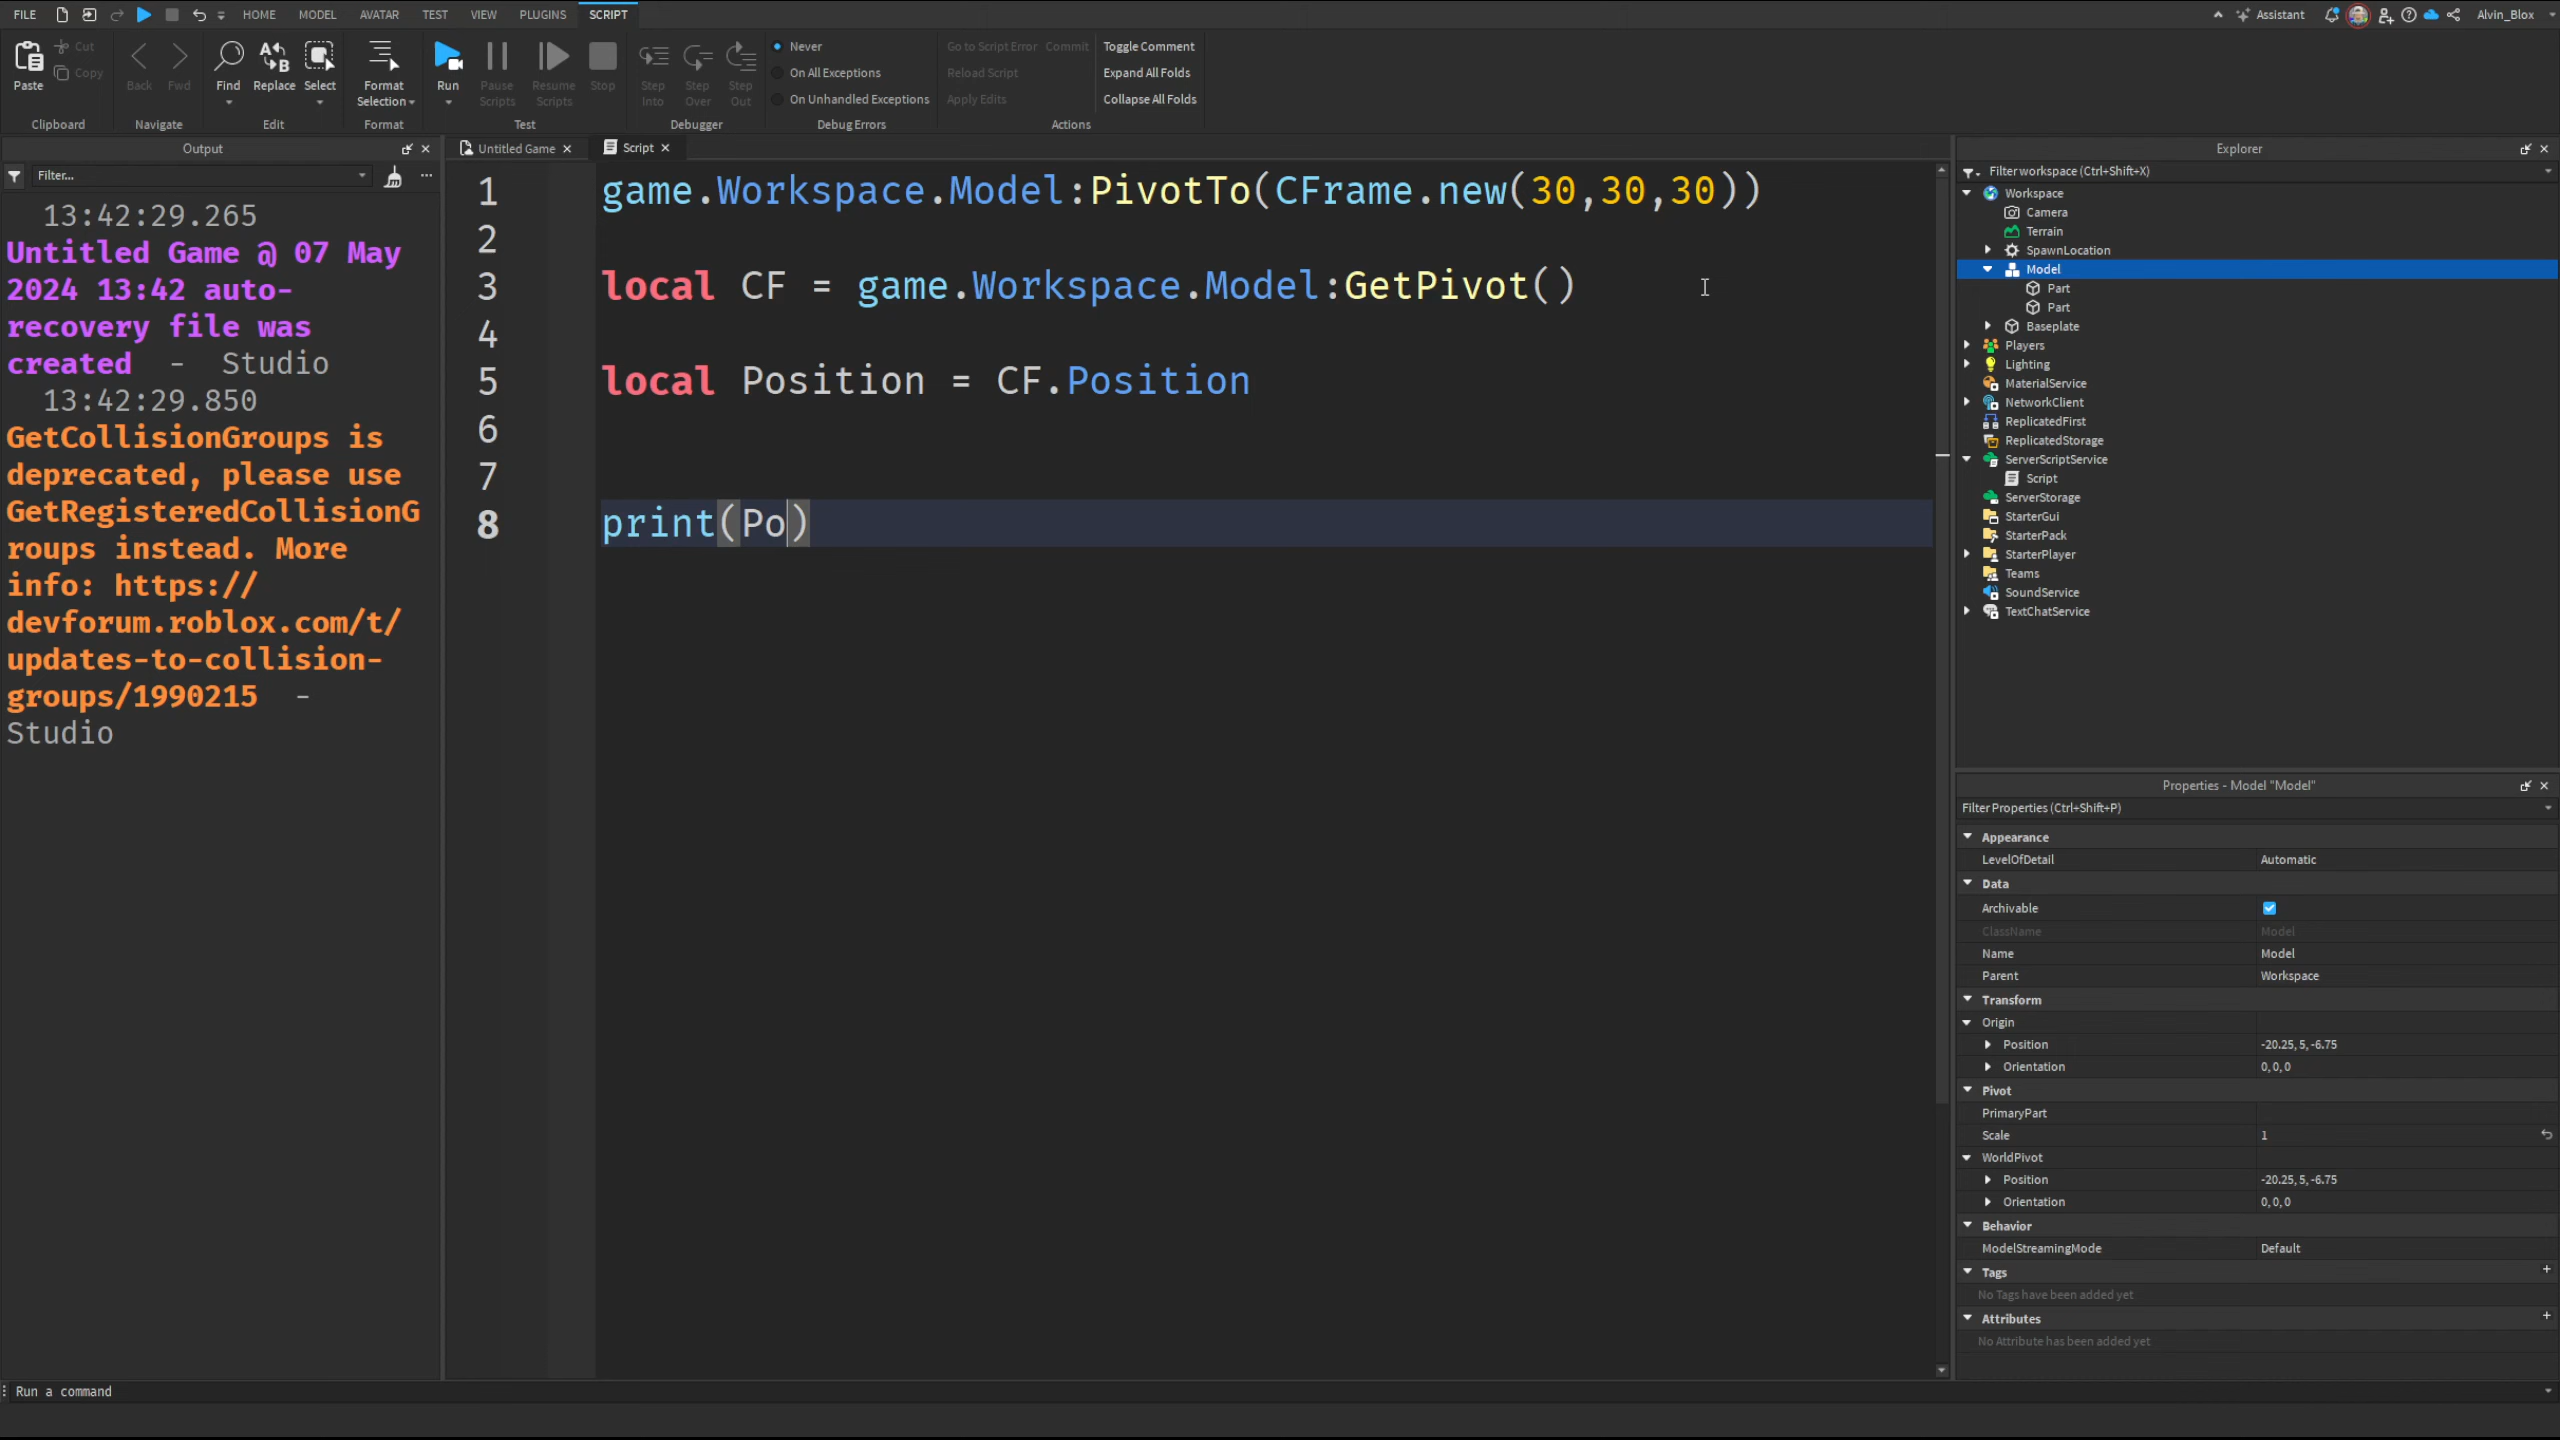 FILE HOME MODEL AVATAR TEST VIEW PLUGINS SCRIPT Assistant Alvin_Blox
Paste Cut Copy Back Fwd Find Replace Select Format Selection Run Pause Scripts Resume Scripts Stop Step Into Step Over Step Out
Never
On All Exceptions
On Unhandled Exceptions
Go to Script Error Commit
Reload Script
Apply Edits
Toggle Comment
Expand All Folds
Collapse All Folds
Clipboard Navigate Edit Format Test Debugger Debug Errors Actions
Output
Filter...
13:42:29.265
Untitled Game @ 07 May
2024 13:42 auto-
recovery file was
created - Studio
13:42:29.850
GetCollisionGroups is
deprecated, please use
GetRegisteredCollisionG
roups instead. More
info: https://
devforum.roblox.com/t/
updates-to-collision-
groups/1990215 -
Studio
Untitled Game Script
1 game.Workspace.Model:PivotTo(CFrame.new(30,30,30))
2
3 local CF = game.Workspace.Model:GetPivot()
4
5 local Position = CF.Position
6
7
8 print(Po)
Explorer
Filter workspace (Ctrl+Shift+X)
Workspace
Camera
Terrain
SpawnLocation
Model
Part
Part
Baseplate
Players
Lighting
MaterialService
NetworkClient
ReplicatedFirst
ReplicatedStorage
ServerScriptService
Script
ServerStorage
StarterGui
StarterPack
StarterPlayer
Teams
SoundService
TextChatService
Properties - Model "Model"
Filter Properties (Ctrl+Shift+P)
Appearance
LevelOfDetail Automatic
Data
Archivable
ClassName Model
Name Model
Parent Workspace
Transform
Origin
Position -20.25, 5, -6.75
Orientation 0, 0, 0
Pivot
PrimaryPart
Scale 1
WorldPivot
Position -20.25, 5, -6.75
Orientation 0, 0, 0
Behavior
ModelStreamingMode Default
Tags +
No Tags have been added yet
Attributes +
No Attribute has been added yet
Run a command